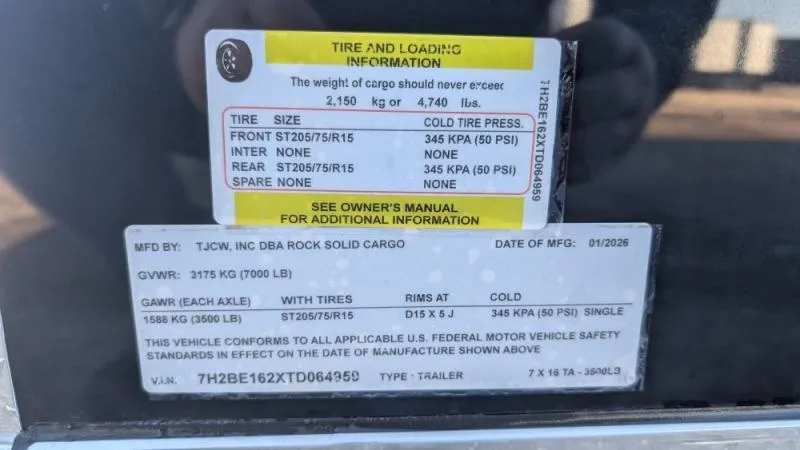 TIRE AND LOADING
INFORMATION
The weight of cargo should never exceed
2,150 kg or 4,740 lbs.
TIRE SIZE COLD TIRE PRESS.
FRONT ST205/75/R15 345 KPA (50 PSI)
INTER NONE NONE
REAR ST205/75/R15 345 KPA (50 PSI)
SPARE NONE NONE
SEE OWNER'S MANUAL
FOR ADDITIONAL INFORMATION
7H2BE162XTD064959
MFD BY: TJCW, INC DBA ROCK SOLID CARGO DATE OF MFG: 01/2026
GVWR: 3175 KG (7000 LB)
GAWR (EACH AXLE) WITH TIRES RIMS AT COLD
1588 KG (3500 LB) ST205/75/R15 D15 X 5 J 345 KPA (50 PSI) SINGLE
THIS VEHICLE CONFORMS TO ALL APPLICABLE U.S. FEDERAL MOTOR VEHICLE SAFETY
STANDARDS IN EFFECT ON THE DATE OF MANUFACTURE SHOWN ABOVE
V.I.N. 7H2BE162XTD064959 TYPE: TRAILER 7 X 16 TA - 3500LB